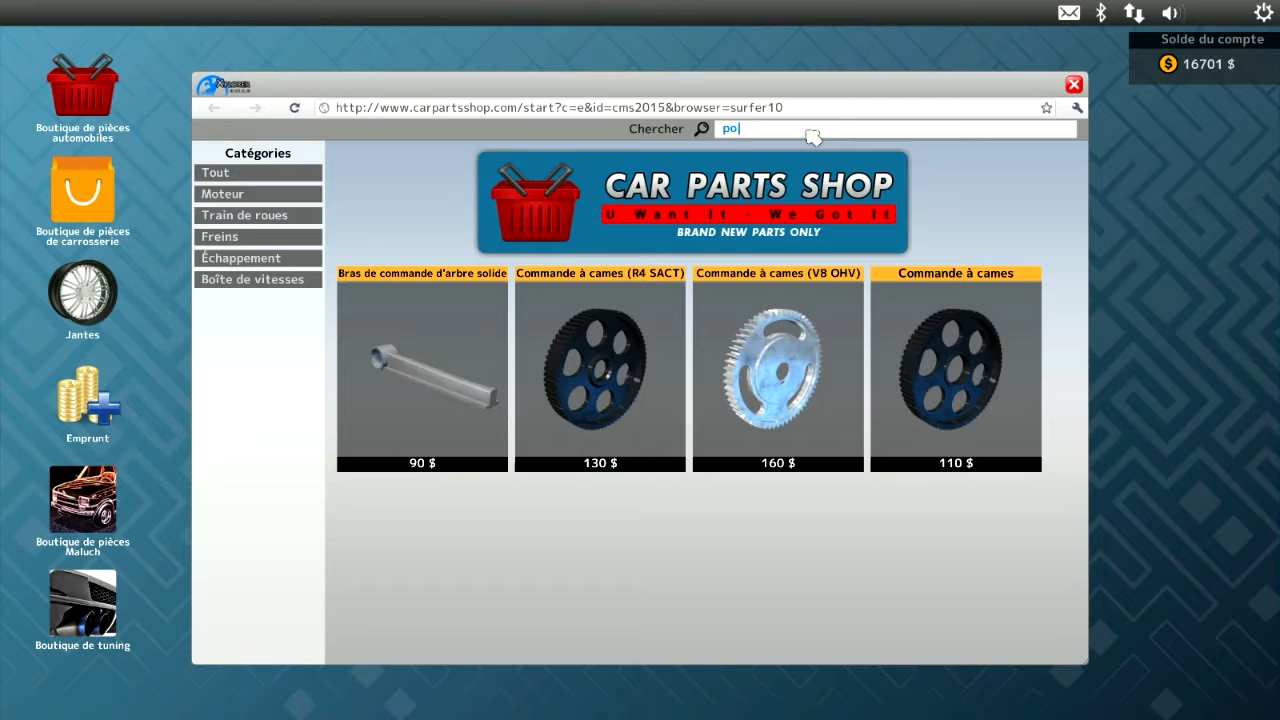 Solde du compte
$ 16701 $
Boutique de pièces
automobiles
Boutique de pièces
de carrosserie
Jantes
Emprunt
Boutique de pièces
Maluch
Boutique de tuning
XPLORER
http://www.carpartsshop.com/start?c=e&id=cms2015&browser=surfer10
Chercher
po
Catégories
Tout
Moteur
Train de roues
Freins
Échappement
Boîte de vitesses
CAR PARTS SHOP
U Want It - We Got It
BRAND NEW PARTS ONLY
Bras de commande d'arbre solide
Commande à cames (R4 SACT)
Commande à cames (V8 OHV)
Commande à cames
90 $
130 $
160 $
110 $